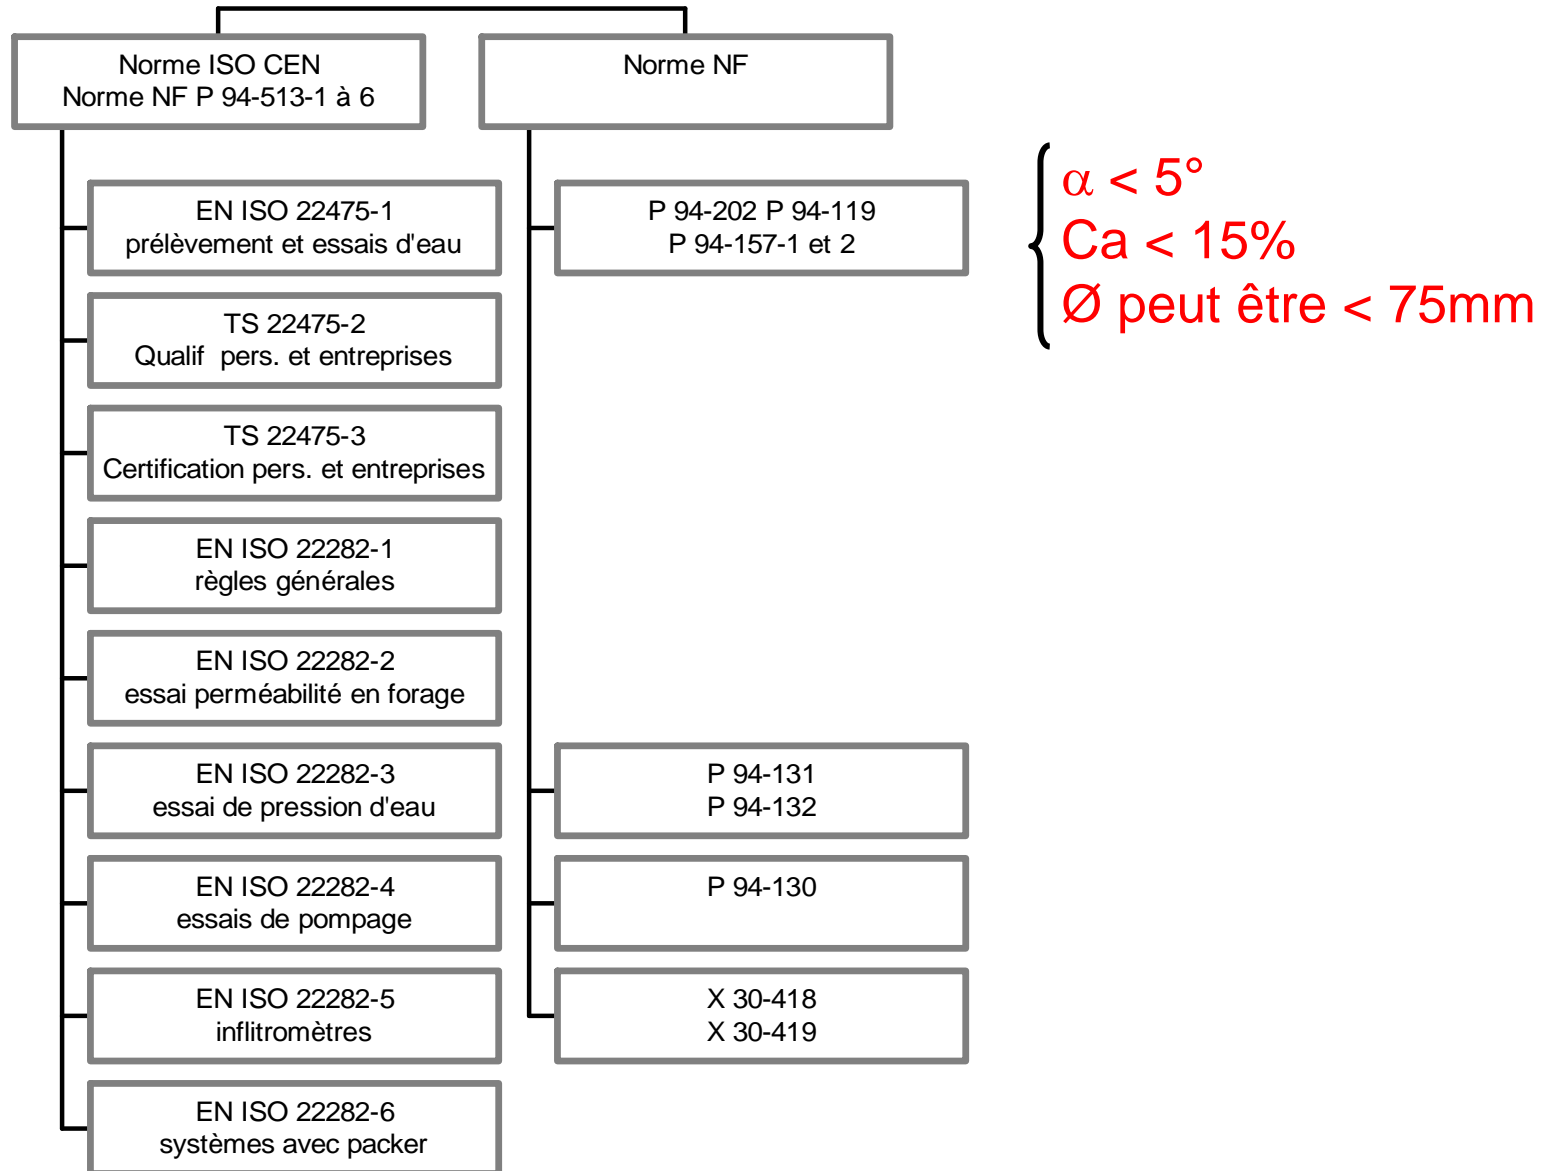 Norme ISO CEN
Norme NF P 94-513-1 à 6
Norme NF
EN ISO 22475-1
prélèvement et essais d'eau
P 94-202 P 94-119
P 94-157-1 et 2
α < 5°
Ca < 15%
Ø peut être < 75mm
TS 22475-2
Qualif pers. et entreprises
TS 22475-3
Certification pers. et entreprises
EN ISO 22282-1
règles générales
EN ISO 22282-2
essai perméabilité en forage
EN ISO 22282-3
essai de pression d'eau
P 94-131
P 94-132
EN ISO 22282-4
essais de pompage
P 94-130
EN ISO 22282-5
inflitromètres
X 30-418
X 30-419
EN ISO 22282-6
systèmes avec packer